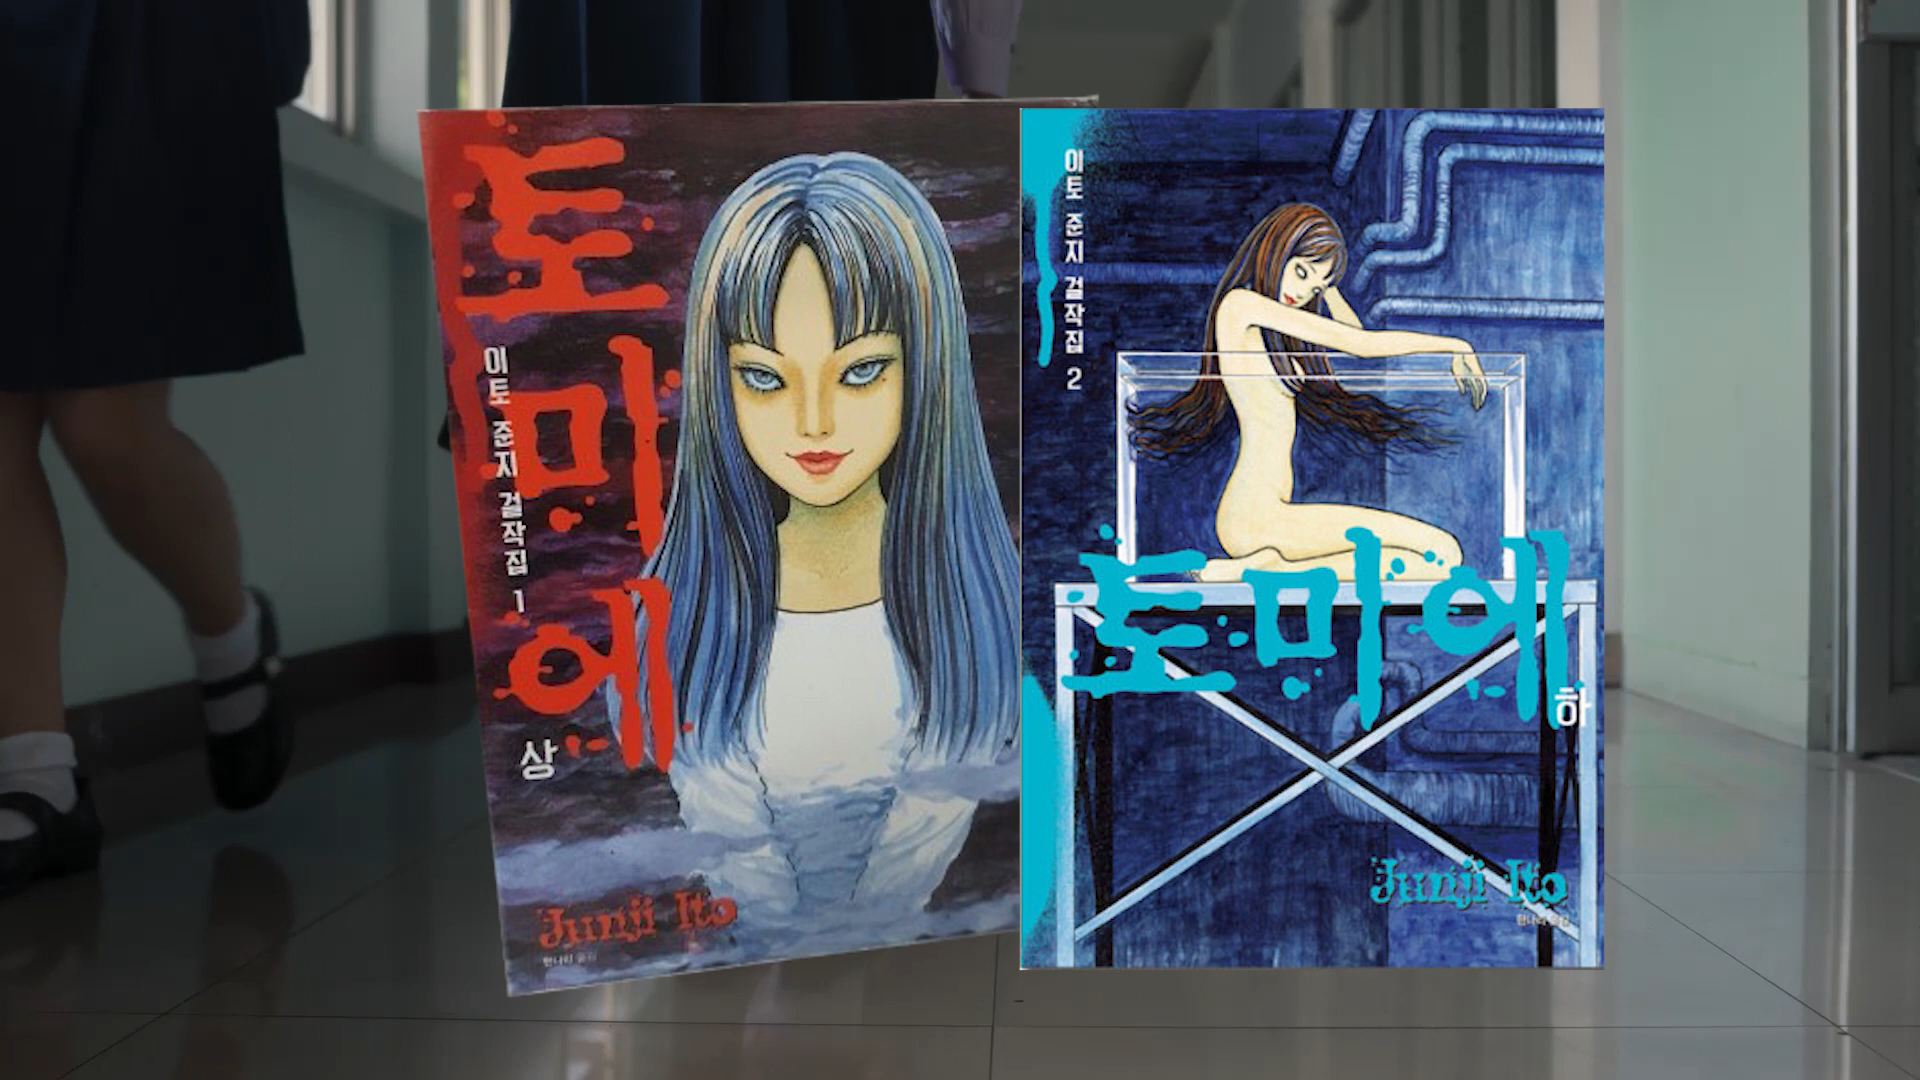 토미에
이토 준지 걸작집 1
상
Junji Ito
이토 준지 걸작집 2
토미에
하
Junji Ito